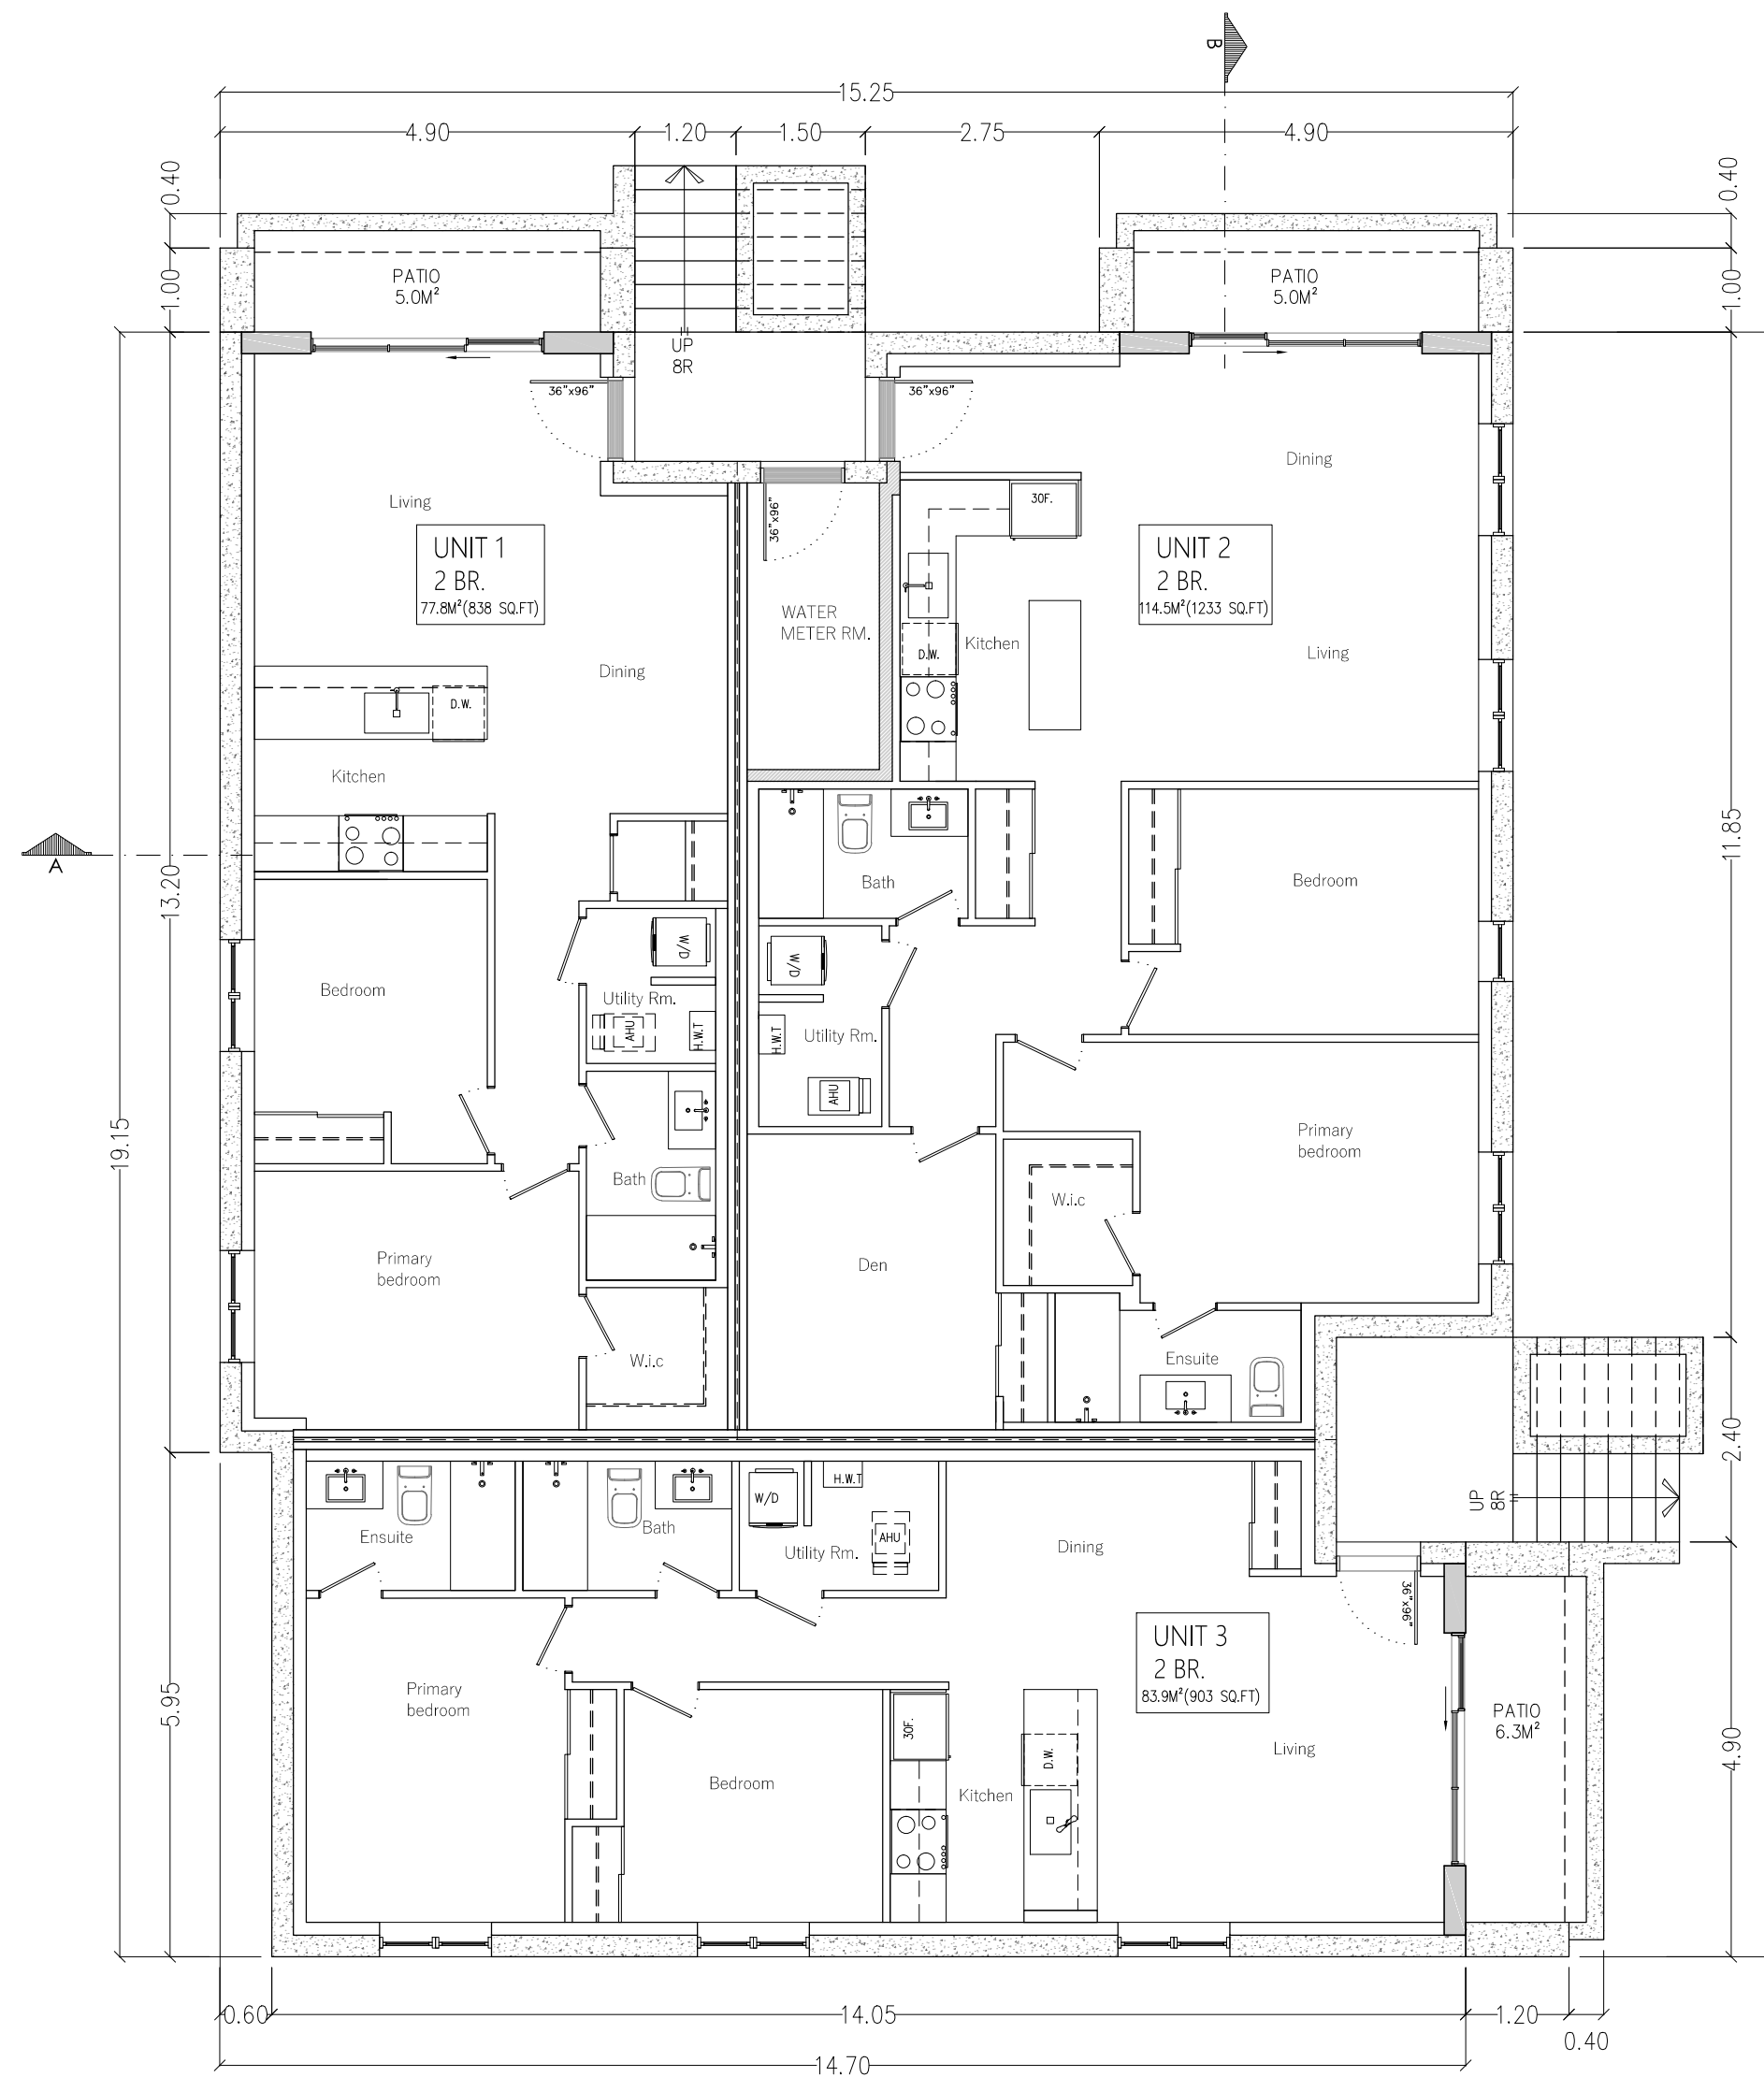 B
15.25
4.90
1.20
1.50
2.75
4.90
0.40
0.40
1.00
1.00
PATIO
5.0M²
PATIO
5.0M²
UP
8R
36"x96"
36"x96"
Dining
Living
30F.
36"x96"
UNIT 1
2 BR.
77.8M²(838 SQ.FT)
UNIT 2
2 BR.
114.5M²(1233 SQ.FT)
WATER
METER RM.
Kitchen
D.W.
Living
Dining
D.W.
Kitchen
A
13.20
11.85
Bath
Bedroom
W/D
W/D
Bedroom
Utility Rm.
AHU
H.W.T
H.W.T
Utility Rm.
AHU
19.15
Primary
bedroom
Bath
W.i.c
Den
Primary
bedroom
W.i.c
Ensuite
2.40
UP
8R
Ensuite
Bath
W/D
H.W.T
Utility Rm.
AHU
Dining
36"x96"
UNIT 3
2 BR.
83.9M²(903 SQ.FT)
5.95
Primary
bedroom
30F.
D.W.
Living
PATIO
6.3M²
4.90
Bedroom
Kitchen
0.60
14.05
1.20
0.40
14.70